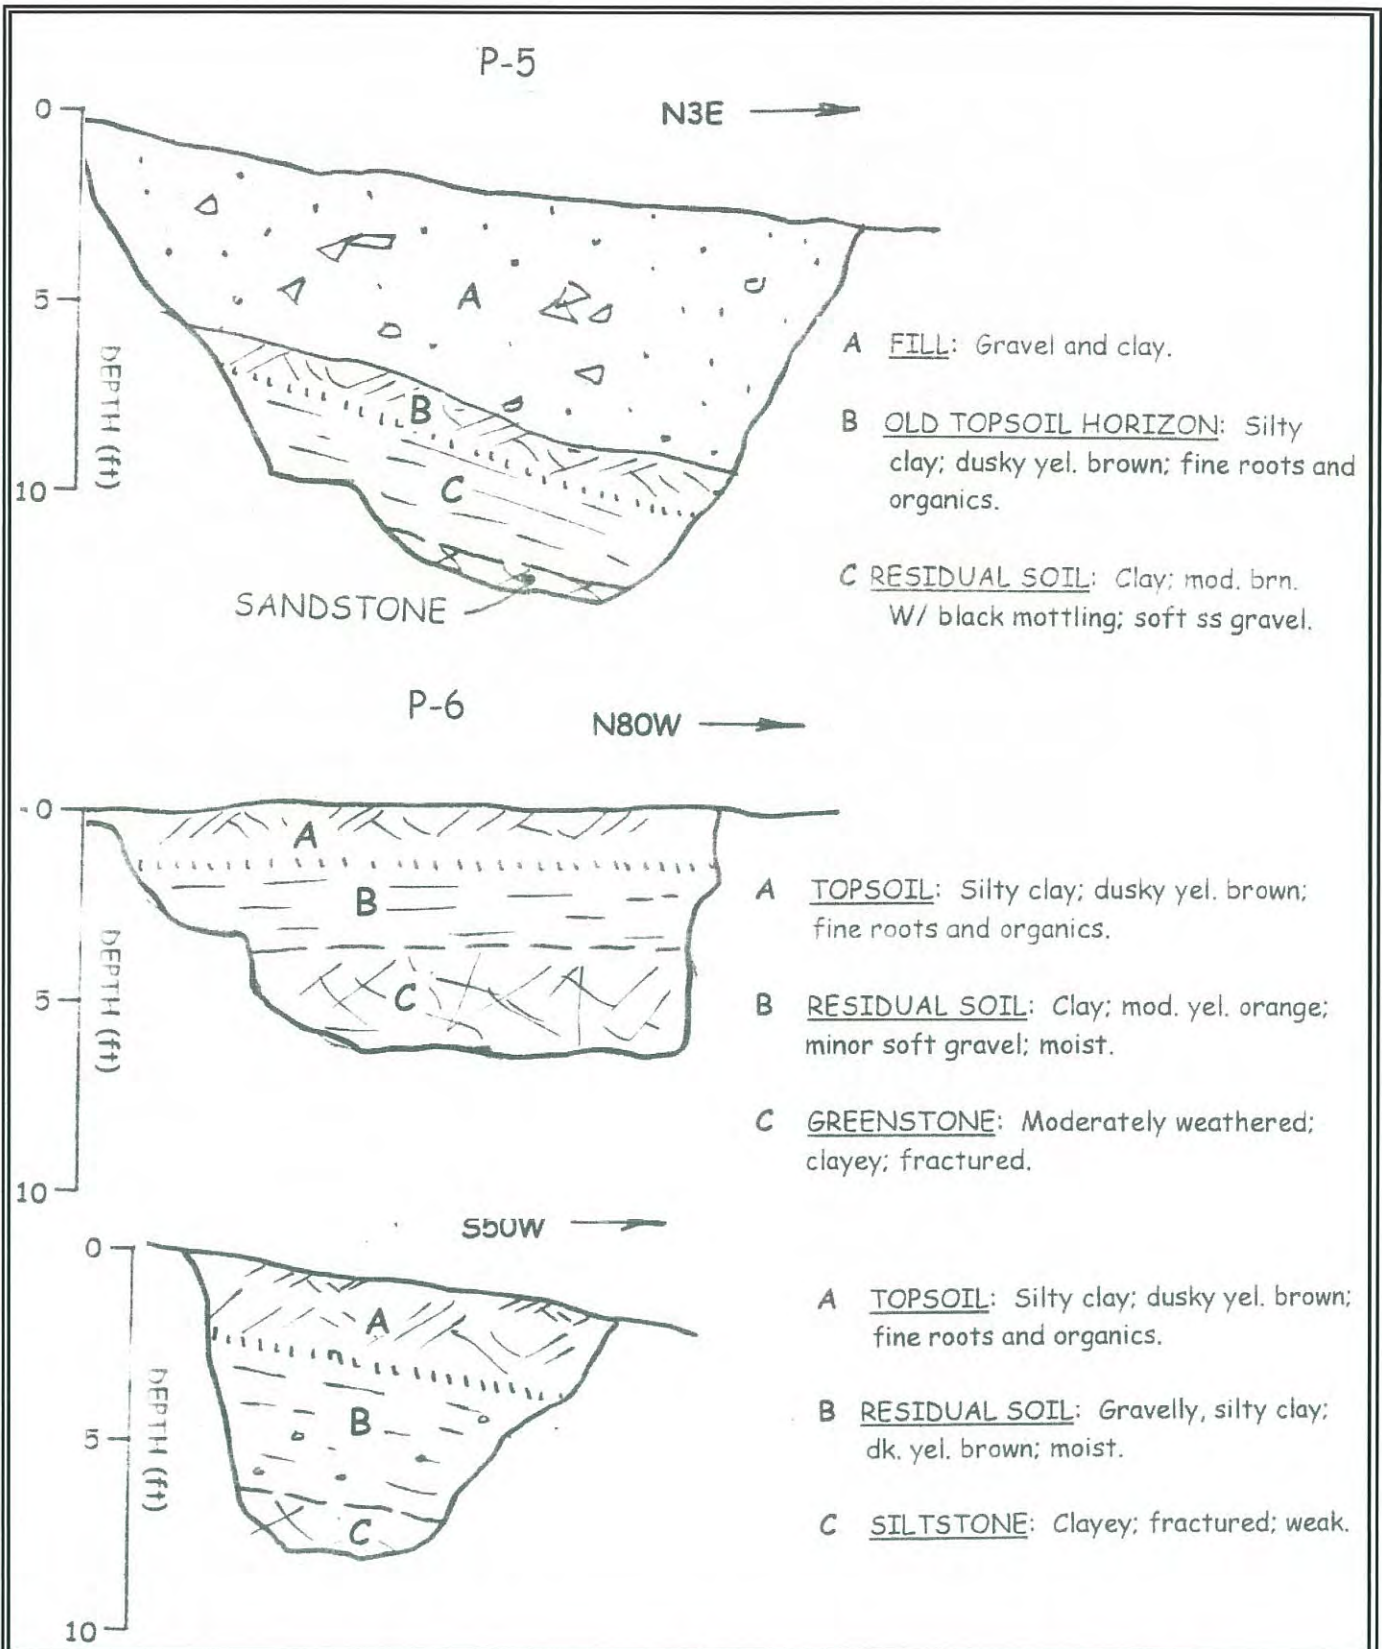 P-5
N3E
0
5
10
DEPTH (ft)
A
B
C
SANDSTONE
A FILL: Gravel and clay.
B OLD TOPSOIL HORIZON: Silty
clay; dusky yel. brown; fine roots and
organics.
C RESIDUAL SOIL: Clay; mod. brn.
W/ black mottling; soft ss gravel.
P-6
N80W
0
5
10
DEPTH (ft)
A
B
C
A TOPSOIL: Silty clay; dusky yel. brown;
fine roots and organics.
B RESIDUAL SOIL: Clay; mod. yel. orange;
minor soft gravel; moist.
C GREENSTONE: Moderately weathered;
clayey; fractured.
S50W
0
5
10
DEPTH (ft)
A
B
C
A TOPSOIL: Silty clay; dusky yel. brown;
fine roots and organics.
B RESIDUAL SOIL: Gravelly, silty clay;
dk. yel. brown; moist.
C SILTSTONE: Clayey; fractured; weak.